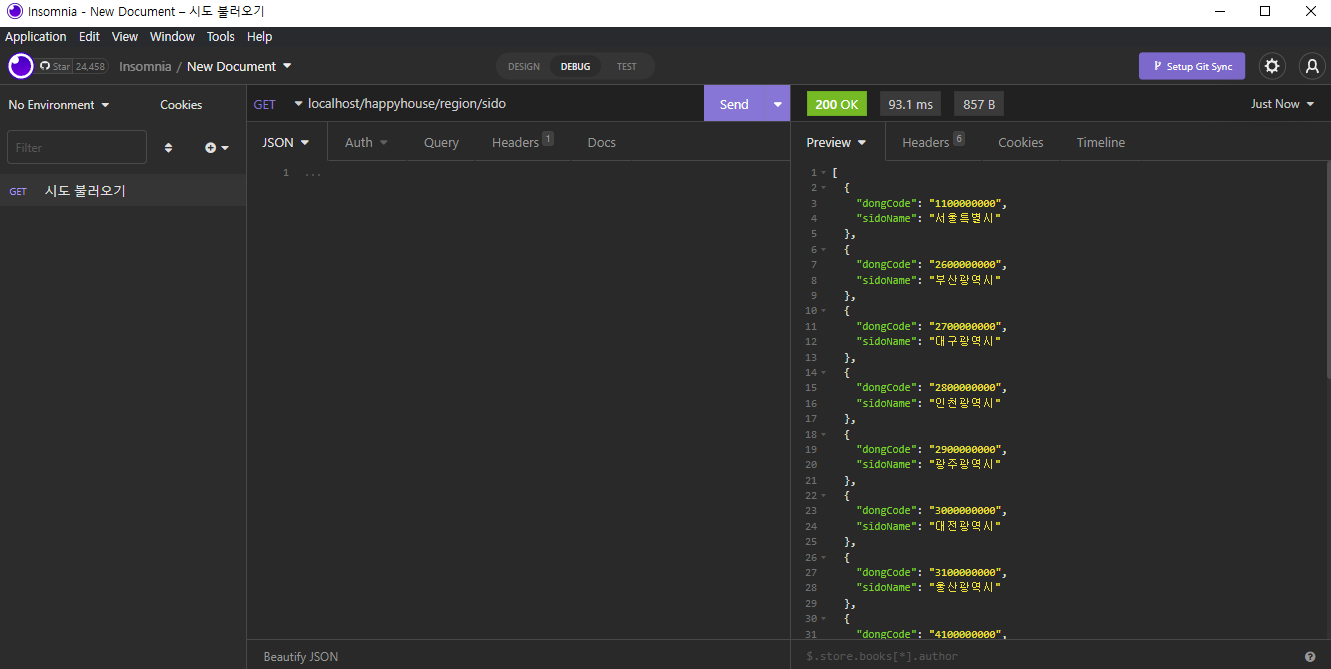 Insomnia - New Document – 시도 불러오기
Application Edit View Window Tools Help
Star 24,458 Insomnia / New Document DESIGN DEBUG TEST Setup Git Sync
No Environment Cookies GET localhost/happyhouse/region/sido Send 200 OK 93.1 ms 857 B Just Now
Filter JSON Auth Query Headers 1 Docs Preview Headers 6 Cookies Timeline
GET 시도 불러오기
1 ...
1 [
2 {
3 "dongCode": "1100000000",
4 "sidoName": "서울특별시"
5 },
6 {
7 "dongCode": "2600000000",
8 "sidoName": "부산광역시"
9 },
10 {
11 "dongCode": "2700000000",
12 "sidoName": "대구광역시"
13 },
14 {
15 "dongCode": "2800000000",
16 "sidoName": "인천광역시"
17 },
18 {
19 "dongCode": "2900000000",
20 "sidoName": "광주광역시"
21 },
22 {
23 "dongCode": "3000000000",
24 "sidoName": "대전광역시"
25 },
26 {
27 "dongCode": "3100000000",
28 "sidoName": "울산광역시"
29 },
30 {
31 "dongCode": "4100000000",
Beautify JSON $.store.books[*].author ?